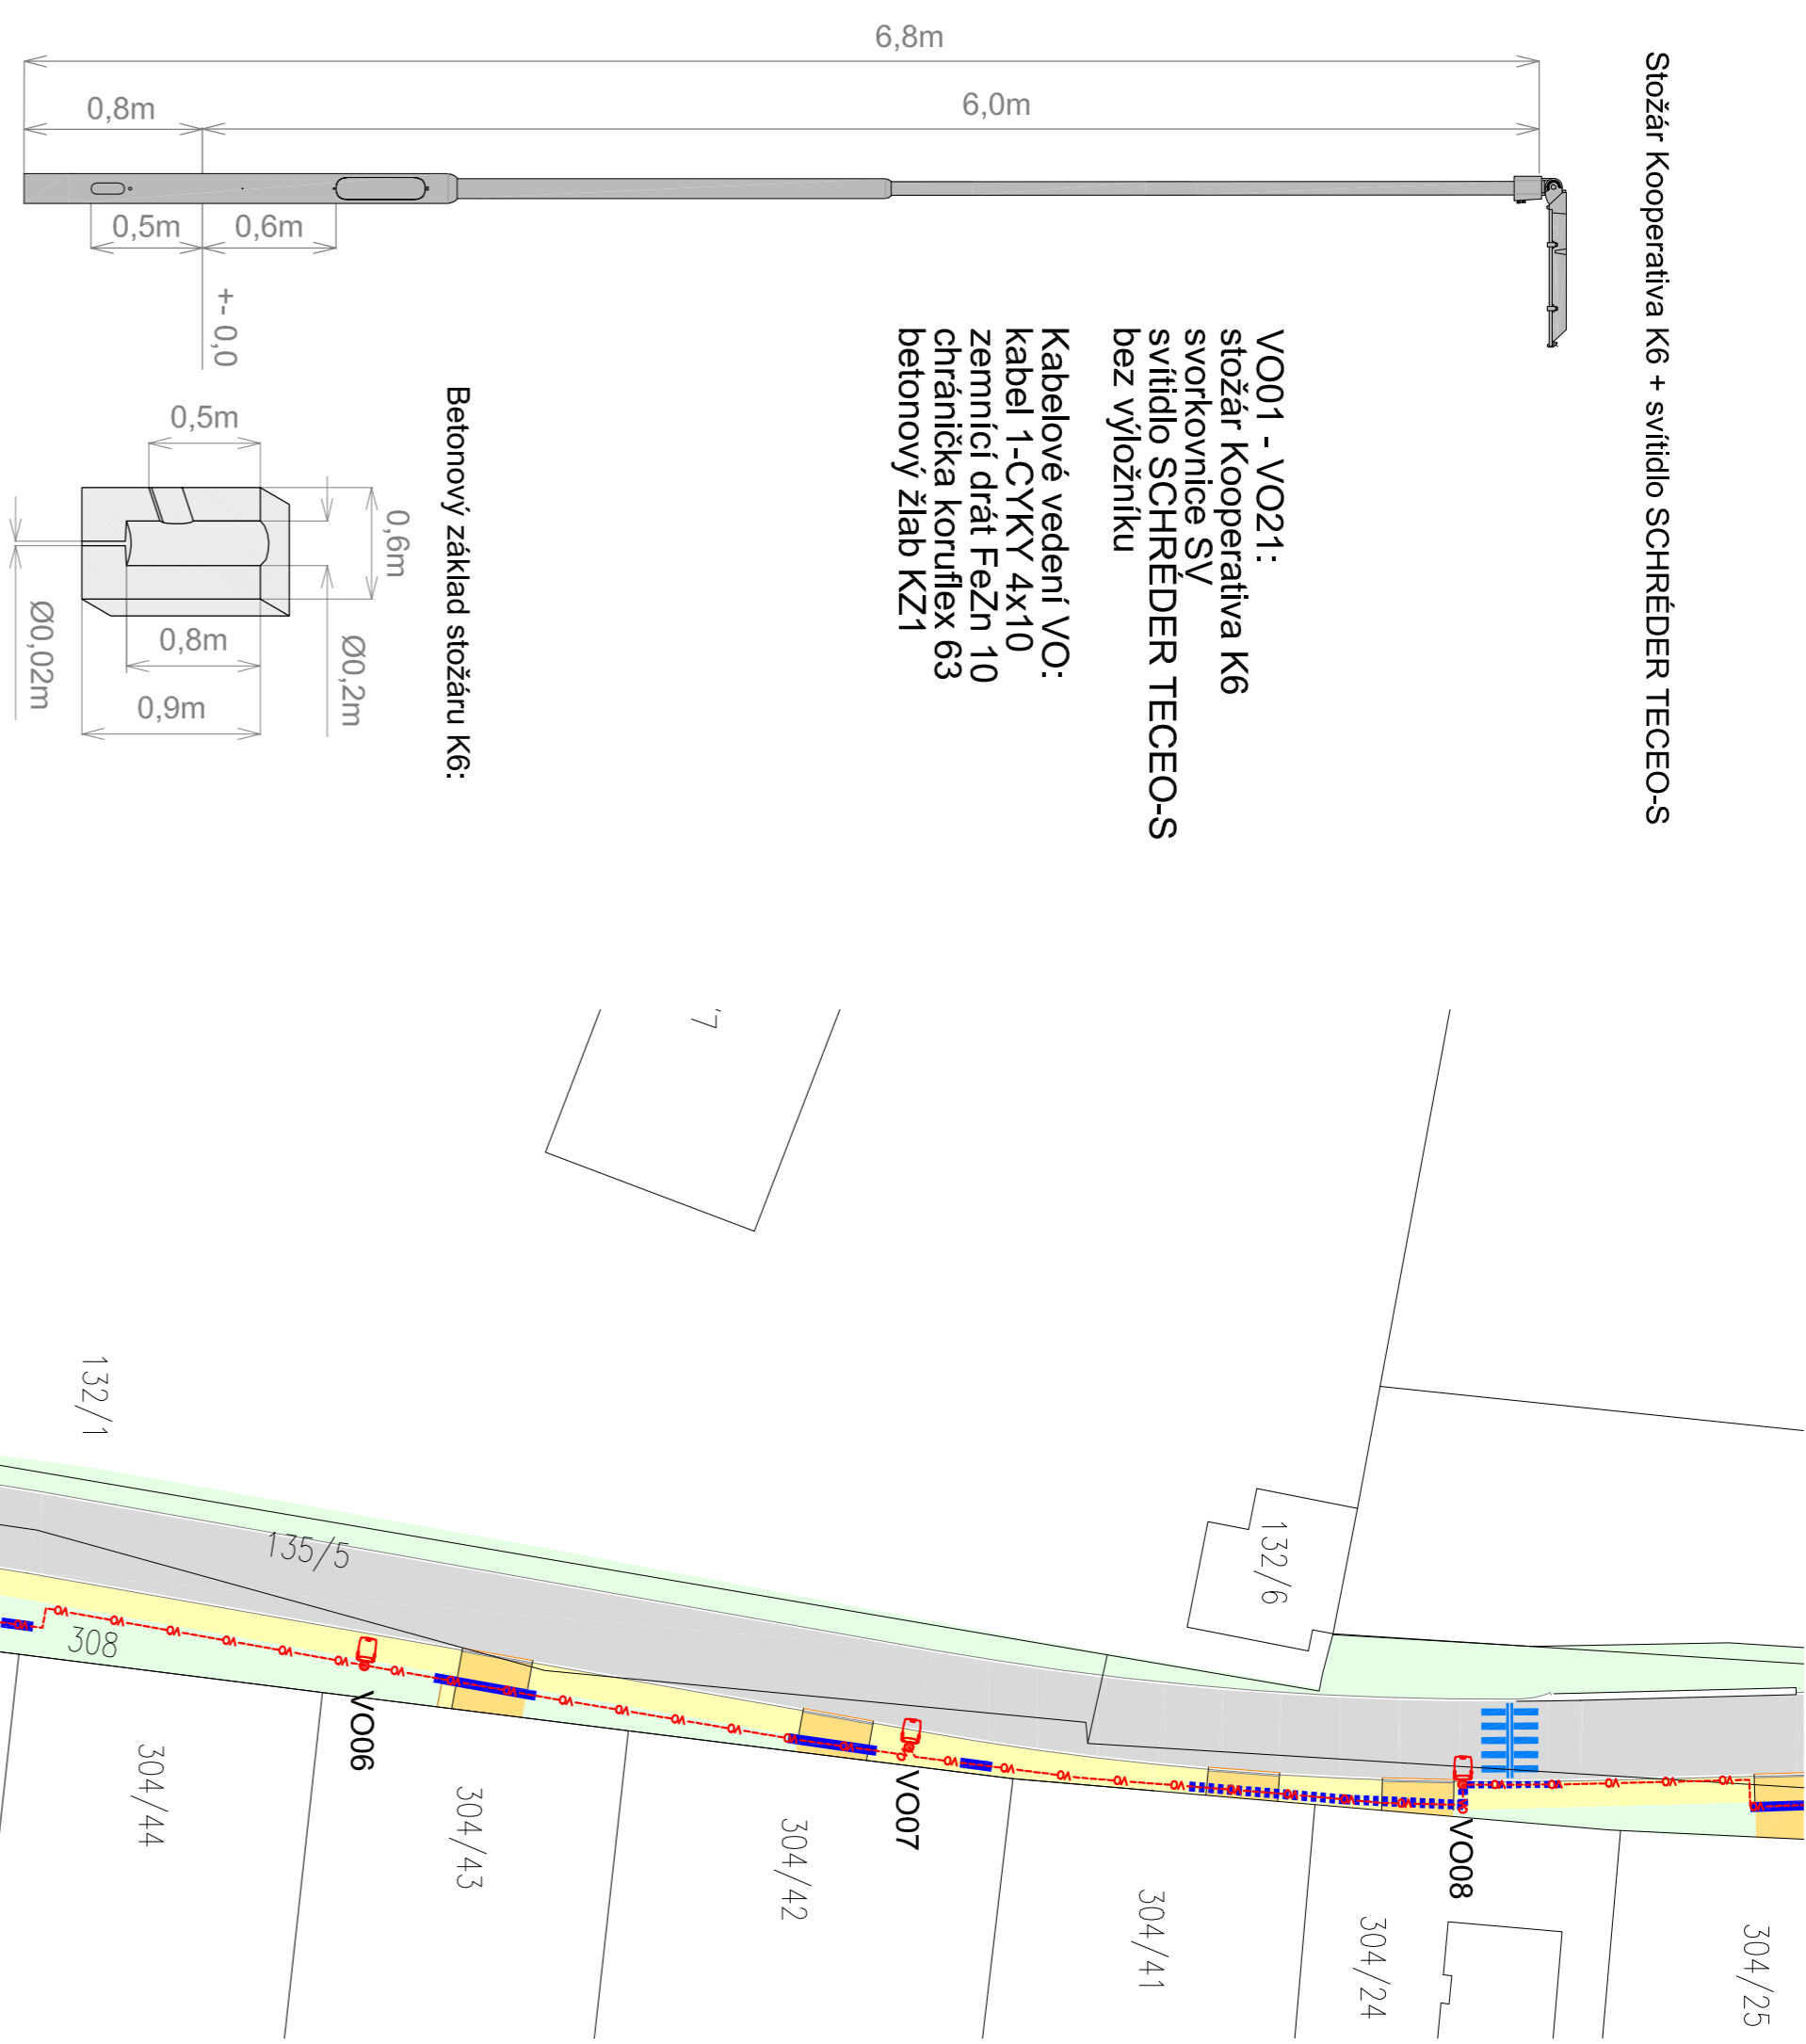 Stožár Kooperativa K6 + svítidlo SCHRÉDER TECEO-S
6,8m
6,0m
0,8m
0,5m
0,6m
+- 0,0
VO01 - VO21:
stožár Kooperativa K6
svorkovnice SV
svítidlo SCHRÉDER TECEO-S
bez výložníku
Kabelové vedení VO:
kabel 1-CYKY 4x10
zemnící drát FeZn 10
chránička koruflex 63
betonový žlab KZ1
Betonový základ stožáru K6:
0,5m
0,6m
Ø0,2m
0,8m
0,9m
Ø0,02m
132/1
135/5
132/6
308
VO06
VO07
VO08
304/44
304/43
304/42
304/41
304/24
304/25